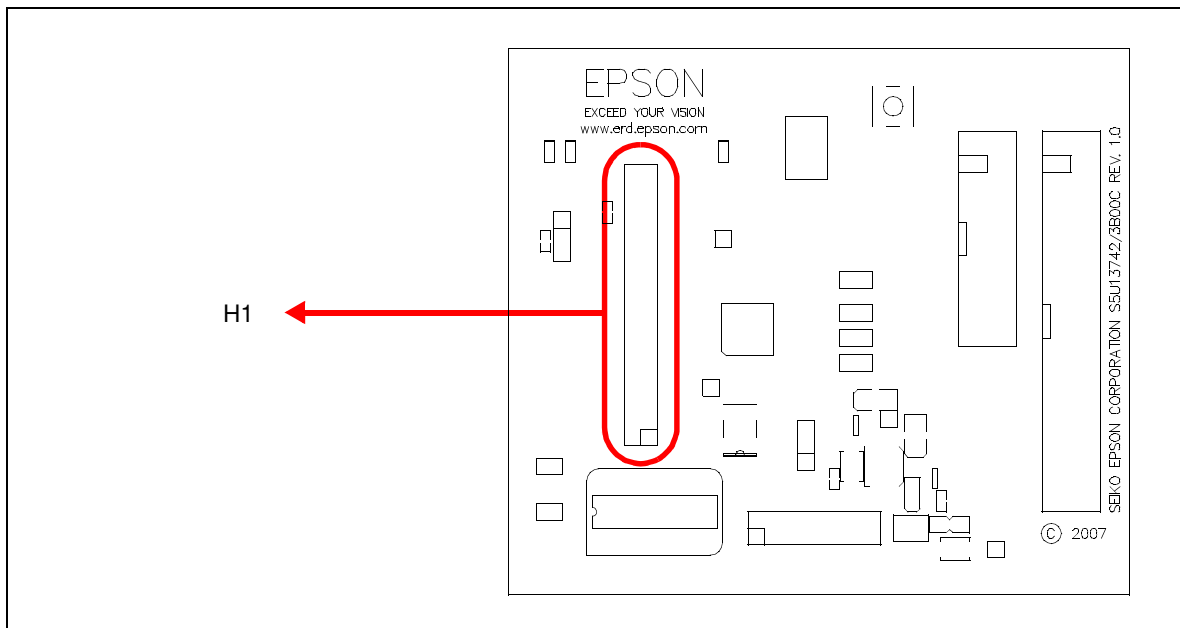 EPSON
EXCEED YOUR VISION
www.erd.epson.com
H1
SEIKO EPSON CORPORATION S5U13742/3B00C REV. 1.0
© 2007